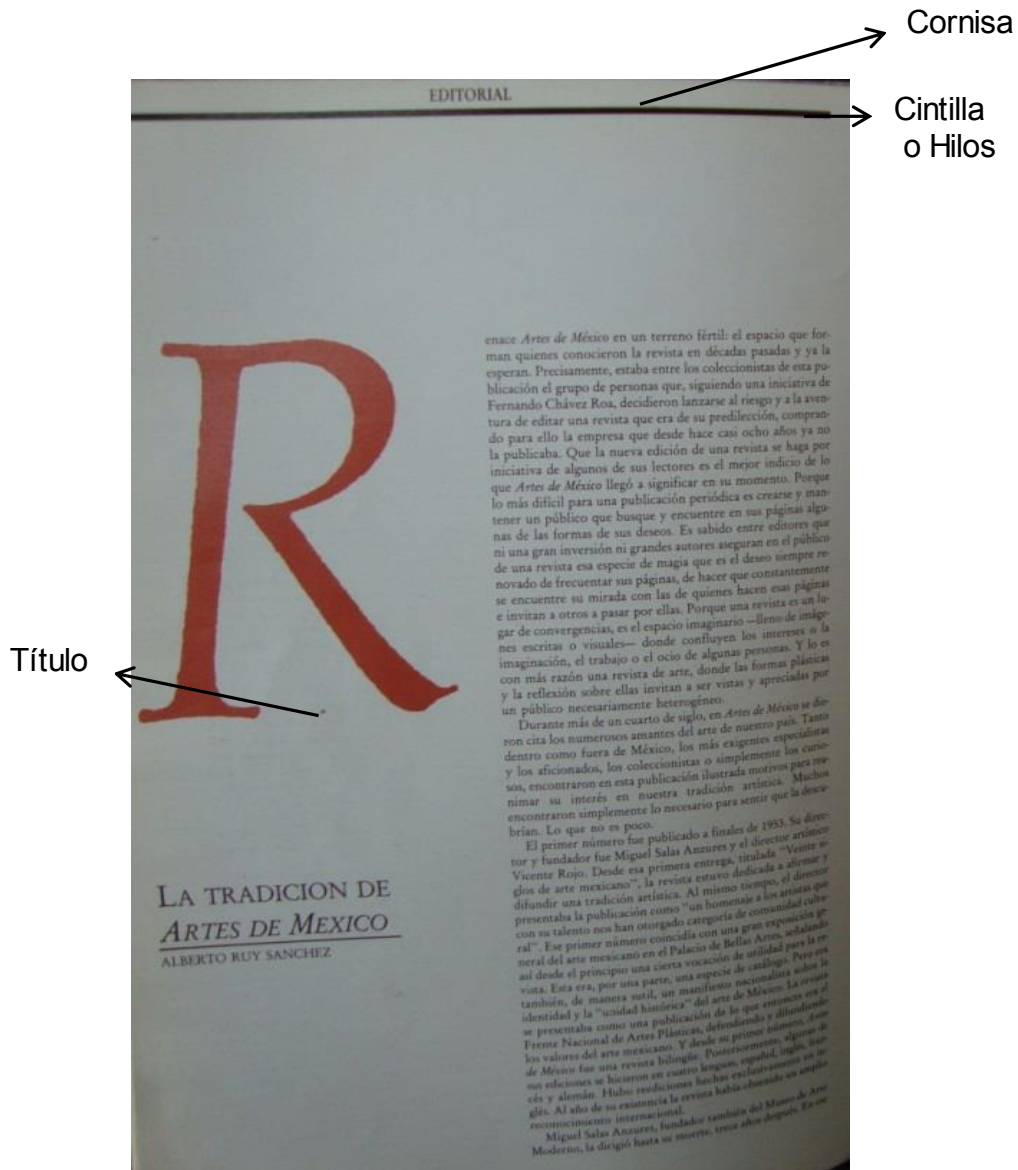 Cornisa
EDITORIAL
Cintilla
o Hilos
Título
R
LA TRADICION DE
ARTES DE MEXICO
ALBERTO RUY SANCHEZ
enace Artes de México en un terreno fértil: el espacio que for-
man quienes conocieron la revista en décadas pasadas y ya la
esperan. Precisamente, estaba entre los coleccionistas de esta pu-
blicación el grupo de personas que, siguiendo una iniciativa de
Fernando Chávez Roa, decidieron lanzarse al riesgo y a la aven-
tura de editar una revista que era de su predilección, compran-
do para ello la empresa que desde hace casi ocho años ya no
la publicaba. Que la nueva edición de una revista se haga por
iniciativa de algunos de sus lectores es el mejor indicio de lo
que Artes de México llegó a significar en su momento. Porque
lo más difícil para una publicación periódica es crearse y man-
tener un público que busque y encuentre en sus páginas algu-
nas de las formas de sus deseos. Es sabido entre editores que
ni una gran inversión ni grandes autores aseguran en el público
de una revista esa especie de magia que es el deseo siempre re-
novado de frecuentar sus páginas, de hacer que constantemente
se encuentre su mirada con las de quienes hacen esas páginas
e invitan a otros a pasar por ellas. Porque una revista es un lu-
gar de convergencias, es el espacio imaginario —lleno de imáge-
nes escritas o visuales— donde confluyen los intereses o la
imaginación, el trabajo o el ocio de algunas personas. Y lo es
con más razón una revista de arte, donde las formas plásticas
y la reflexión sobre ellas invitan a ser vistas y apreciadas por
un público necesariamente heterogéneo.
Durante más de un cuarto de siglo, en Artes de México se die-
ron cita los numerosos amantes del arte de nuestro país. Tanto
dentro como fuera de México, los más exigentes especialistas
y los aficionados, los coleccionistas o simplemente los curio-
sos, encontraron en esta publicación ilustrada motivos para rea-
nimar su interés en nuestra tradición artística. Muchos
encontraron simplemente lo necesario para sentir que la descu-
brían. Lo que no es poco.
El primer número fue publicado a finales de 1953. Su direc-
tor y fundador fue Miguel Salas Anzures y el director artístico
Vicente Rojo. Desde esa primera entrega, titulada "Veinte si-
glos de arte mexicano", la revista estuvo dedicada a afirmar y
difundir una tradición artística. Al mismo tiempo, el director
presentaba la publicación como "un homenaje a los artistas que
con su talento nos han otorgado categoría de comunidad cultu-
ral". Ese primer número coincidía con una gran exposición ge-
neral del arte mexicano en el Palacio de Bellas Artes, señalando
así desde el principio una cierta vocación de utilidad para la re-
vista. Esta era, por una parte, una especie de catálogo. Pero era
también, de manera sutil, un manifiesto nacionalista sobre la
identidad y la "unidad histórica" del arte de México. La revista
se presentaba como una publicación de lo que entonces era el
Frente Nacional de Artes Plásticas, defendiendo y difundiendo
los valores del arte mexicano. Y desde su primer número, Artes
de México fue una revista bilingüe. Posteriormente, algunas de
sus ediciones se hicieron en cuatro lenguas, español, inglés, fran-
cés y alemán. Hubo reediciones hechas exclusivamente en in-
glés. Al año de su existencia la revista había obtenido un amplio
reconocimiento internacional.
Miguel Salas Anzures, fundador también del Museo de Arte
Moderno, la dirigió hasta su muerte, trece años después. En ese